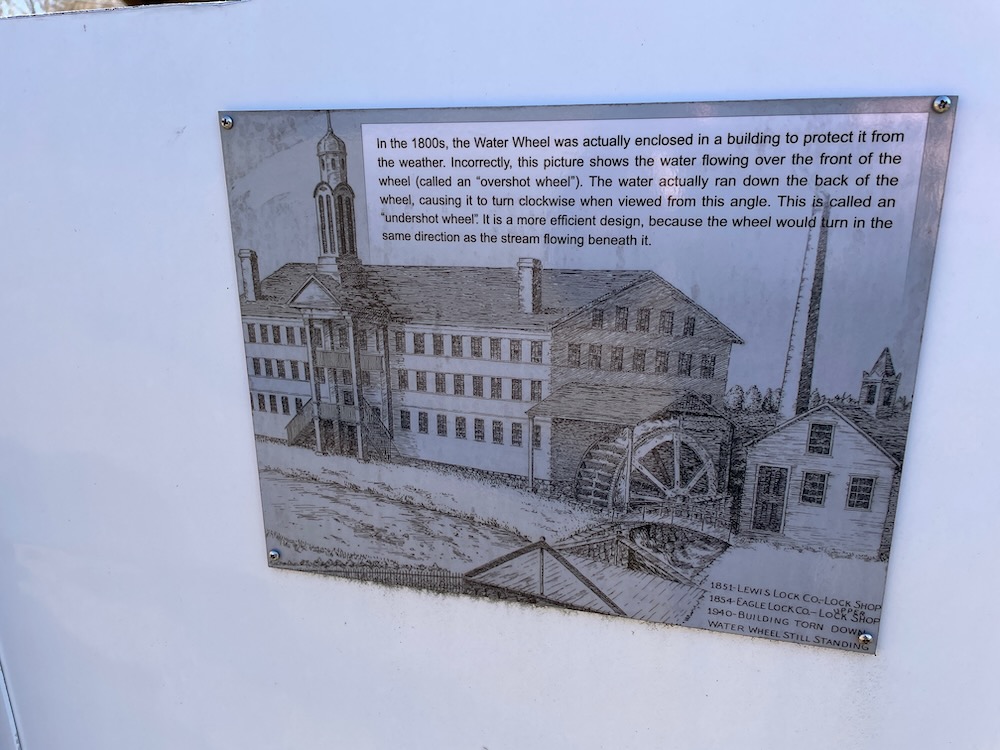 In the 1800s, the Water Wheel was actually enclosed in a building to protect it from
the weather. Incorrectly, this picture shows the water flowing over the front of the
wheel (called an “overshot wheel”). The water actually ran down the back of the
wheel, causing it to turn clockwise when viewed from this angle. This is called an
“undershot wheel”. It is a more efficient design, because the wheel would turn in the
same direction as the stream flowing beneath it.
1851-LEWIS LOCK CO.-LOCK SHOP
UPPER
1854-EAGLE LOCK CO.-LOCK SHOP
1940-BUILDING TORN DOWN
WATER WHEEL STILL STANDING